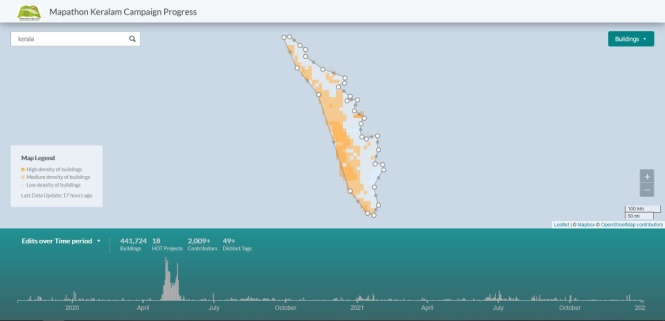 Mapathon Keralam Campaign Progress
kerala
Buildings
Map Legend
High density of buildings
Medium density of buildings
Low density of buildings
Last Data Update: 17 hours ago
+
−
100 km
50 mi
Leaflet | © Mapbox © OpenStreetMap contributors
Edits over Time period
441,724 18 2,009+ 49+
Buildings HOT Projects Contributors Distinct Tags
2020 April July October 2021 April July October 202